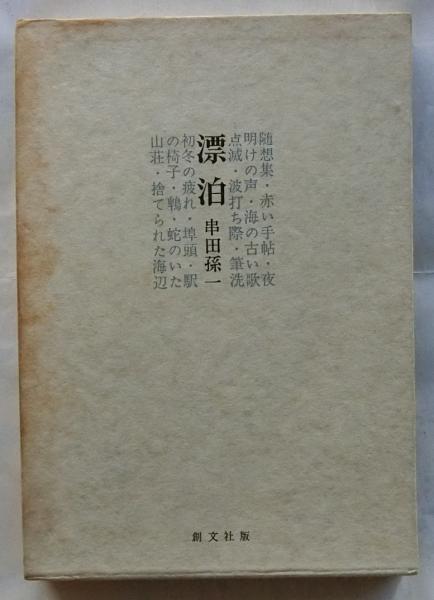 随想集・赤い手帖・夜
明けの声・海の古い歌
点滅・波打ち際・筆洗
漂泊 串田孫一
初冬の疲れ・埠頭・駅
の椅子・鵯・蛇のいた
山荘・捨てられた海辺
創文社版